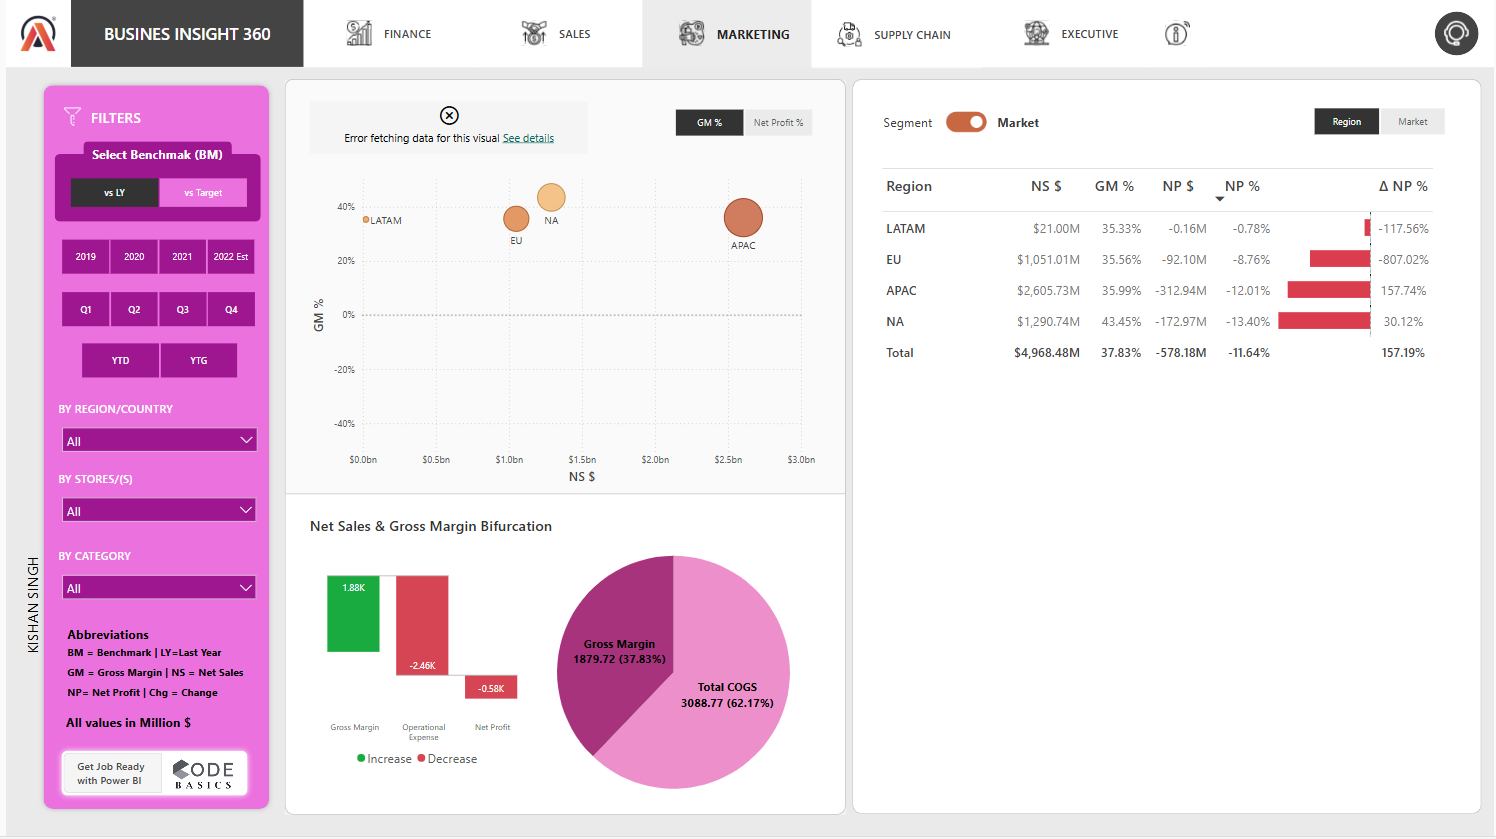 BUSINES INSIGHT 360
FINANCE
SALES
MARKETING
SUPPLY CHAIN
EXECUTIVE
FILTERS
Select Benchmak (BM)
vs LY
vs Target
2019
2020
2021
2022 Est
Q1
Q2
Q3
Q4
YTD
YTG
BY REGION/COUNTRY
All
BY STORES/(S)
All
BY CATEGORY
All
KISHAN SINGH
Abbreviations
BM = Benchmark | LY=Last Year
GM = Gross Margin | NS = Net Sales
NP= Net Profit | Chg = Change
All values in Million $
Get Job Ready
with Power BI
CODE
BASICS
Error fetching data for this visual See details
GM %
Net Profit %
40%
20%
0%
-20%
-40%
GM %
LATAM
EU
NA
APAC
$0.0bn
$0.5bn
$1.0bn
$1.5bn
$2.0bn
$2.5bn
$3.0bn
NS $
Net Sales & Gross Margin Bifurcation
1.88K
-2.46K
-0.58K
Gross Margin
Operational
Expense
Net Profit
Increase
Decrease
Gross Margin
1879.72 (37.83%)
Total COGS
3088.77 (62.17%)
Segment
Market
Region
Market
Region NS $ GM % NP $ NP % Δ NP %
LATAM $21.00M 35.33% -0.16M -0.78% -117.56%
EU $1,051.01M 35.56% -92.10M -8.76% -807.02%
APAC $2,605.73M 35.99% -312.94M -12.01% 157.74%
NA $1,290.74M 43.45% -172.97M -13.40% 30.12%
Total $4,968.48M 37.83% -578.18M -11.64% 157.19%